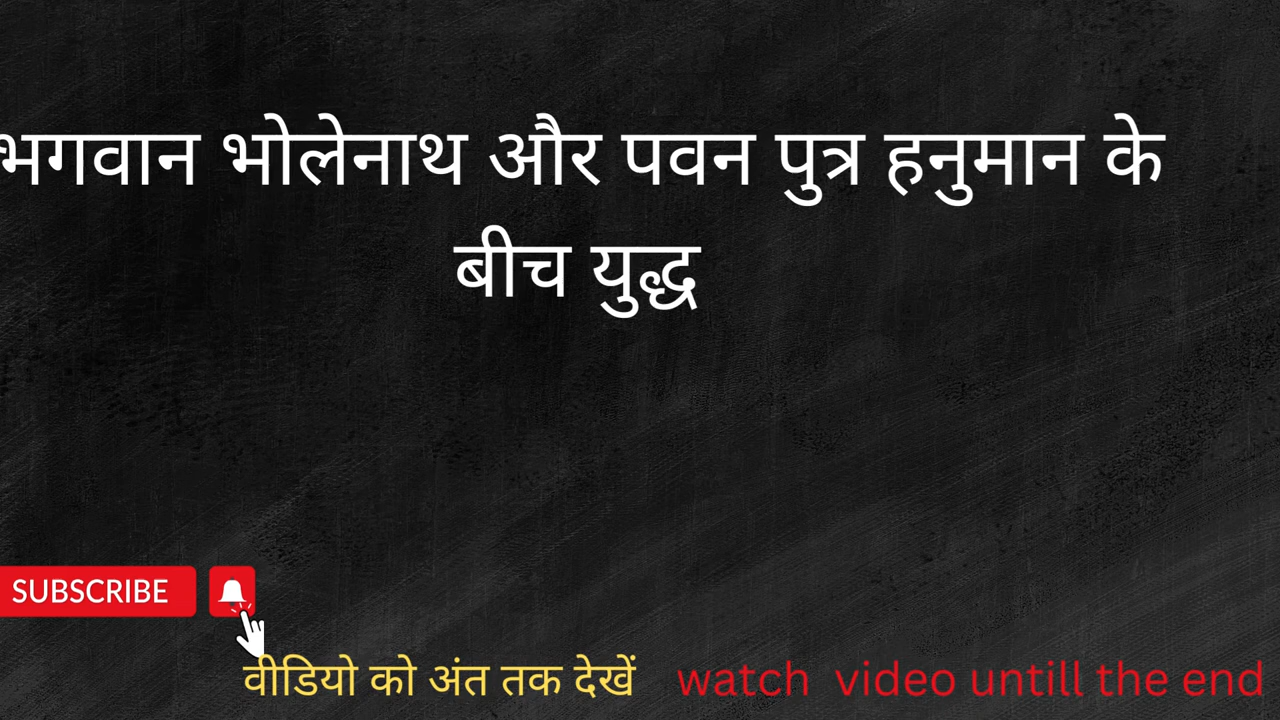 भगवान भोलेनाथ और पवन पुत्र हनुमान के
बीच युद्ध
SUBSCRIBE
वीडियो को अंत तक देखें watch video untill the end